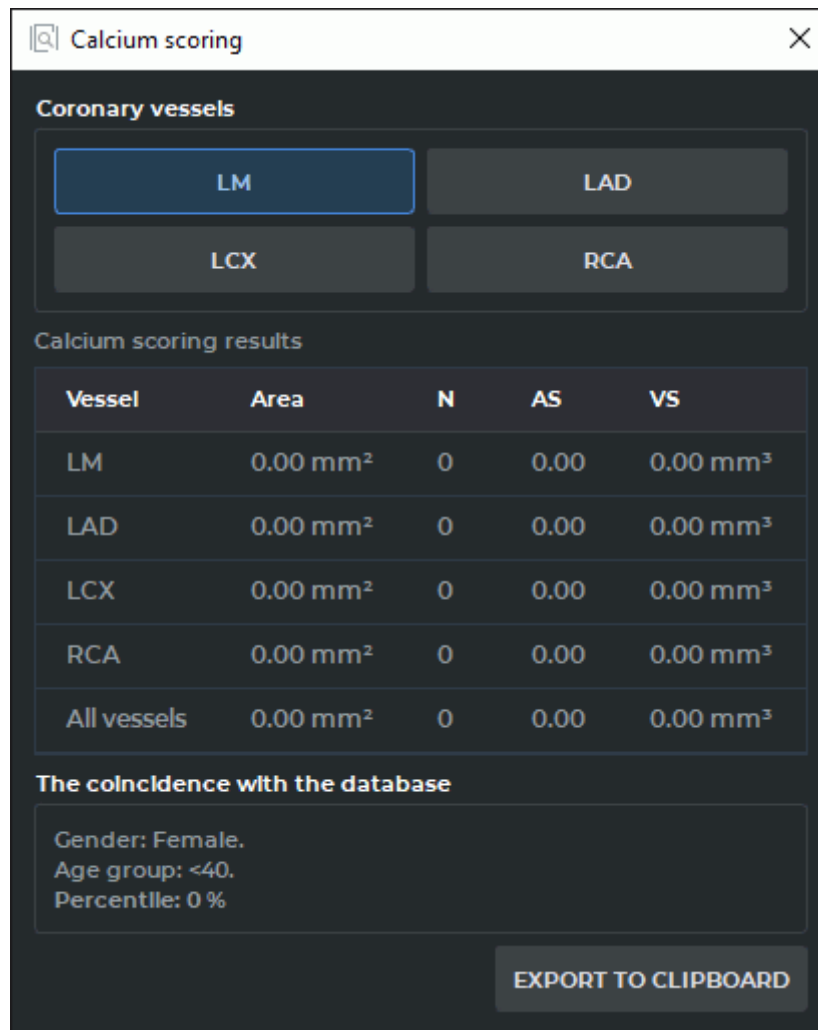 Calcium scoring
Coronary vessels
LM LAD
LCX RCA
Calcium scoring results
Vessel Area N AS VS
LM 0.00 mm² 0 0.00 0.00 mm³
LAD 0.00 mm² 0 0.00 0.00 mm³
LCX 0.00 mm² 0 0.00 0.00 mm³
RCA 0.00 mm² 0 0.00 0.00 mm³
All vessels 0.00 mm² 0 0.00 0.00 mm³
The coincidence with the database
Gender: Female.
Age group: <40.
Percentile: 0 %
EXPORT TO CLIPBOARD